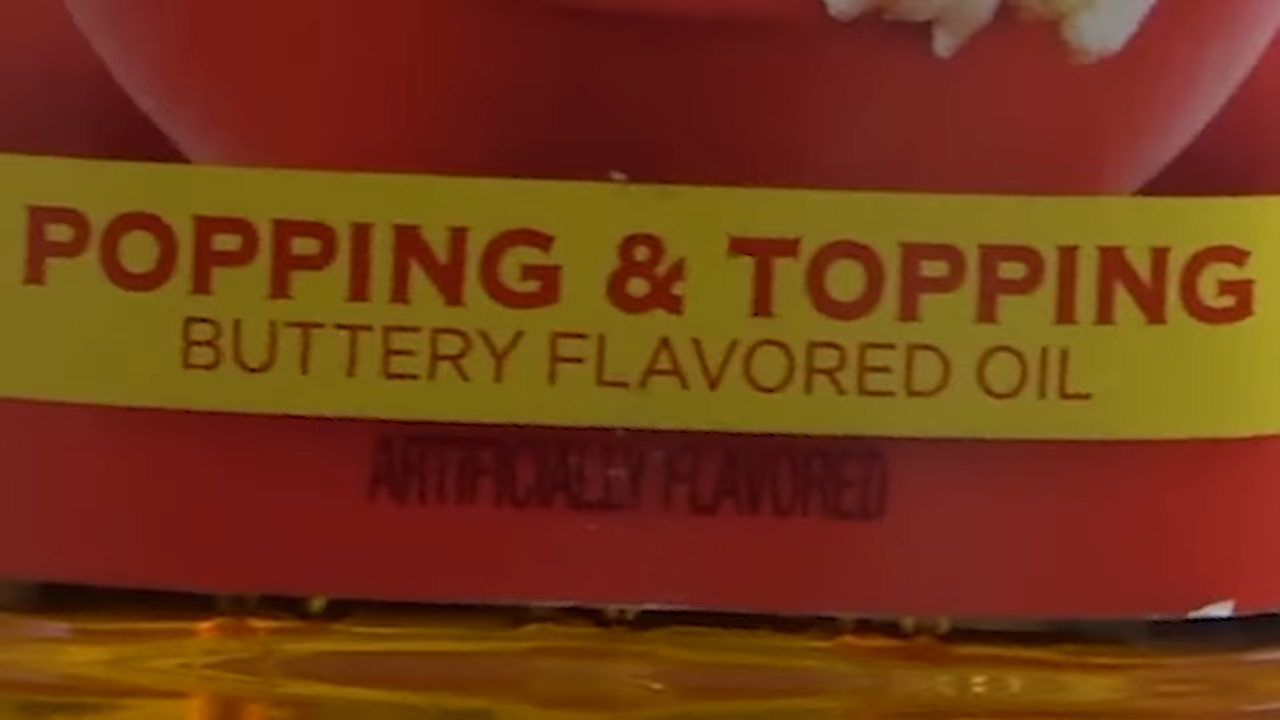 POPPING & TOPPING
BUTTERY FLAVORED OIL
ARTIFICIALLY FLAVORED